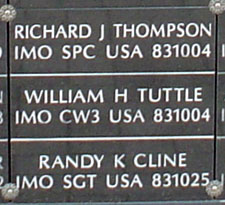 RICHARD J THOMPSON
IMO SPC USA 831004
WILLIAM H TUTTLE
IMO CW3 USA 831004
RANDY K CLINE
IMO SGT USA 831025